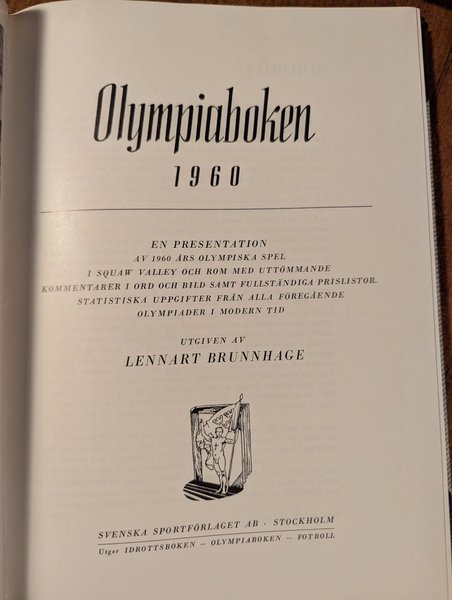 Olympiaboken
1960
EN PRESENTATION
AV 1960 ÅRS OLYMPISKA SPEL
I SQUAW VALLEY OCH ROM MED UTTÖMMANDE
KOMMENTARER I ORD OCH BILD SAMT FULLSTÄNDIGA PRISLISTOR.
STATISTISKA UPPGIFTER FRÅN ALLA FÖREGÅENDE
OLYMPIADER I MODERN TID
UTGIVEN AV
LENNART BRUNNHAGE
SVENSKA SPORTFÖRLAGET AB - STOCKHOLM
Utger IDROTTSBOKEN — OLYMPIABOKEN — FOTBOLL